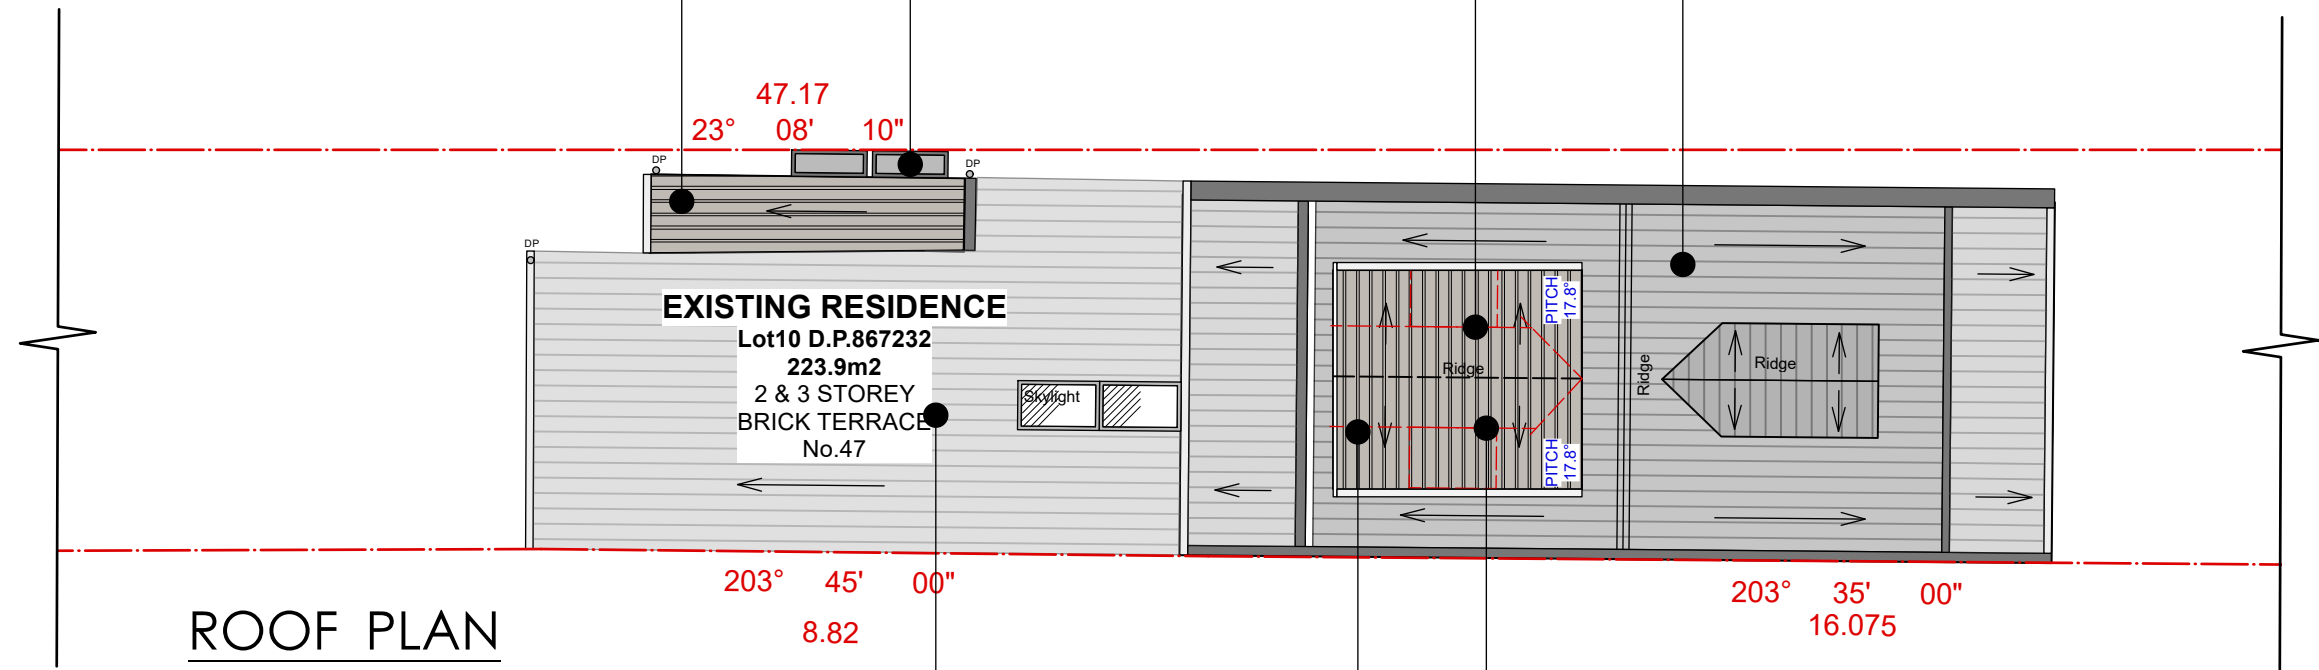 47.17
23° 08' 10"
DP
DP
DP
EXISTING RESIDENCE
Lot10 D.P.867232
223.9m2
2 & 3 STOREY
BRICK TERRACE
No.47
Skylight
PITCH
17.8°
Ridge
PITCH
17.8°
Ridge
Ridge
203° 45' 00"
8.82
203° 35' 00"
16.075
ROOF PLAN